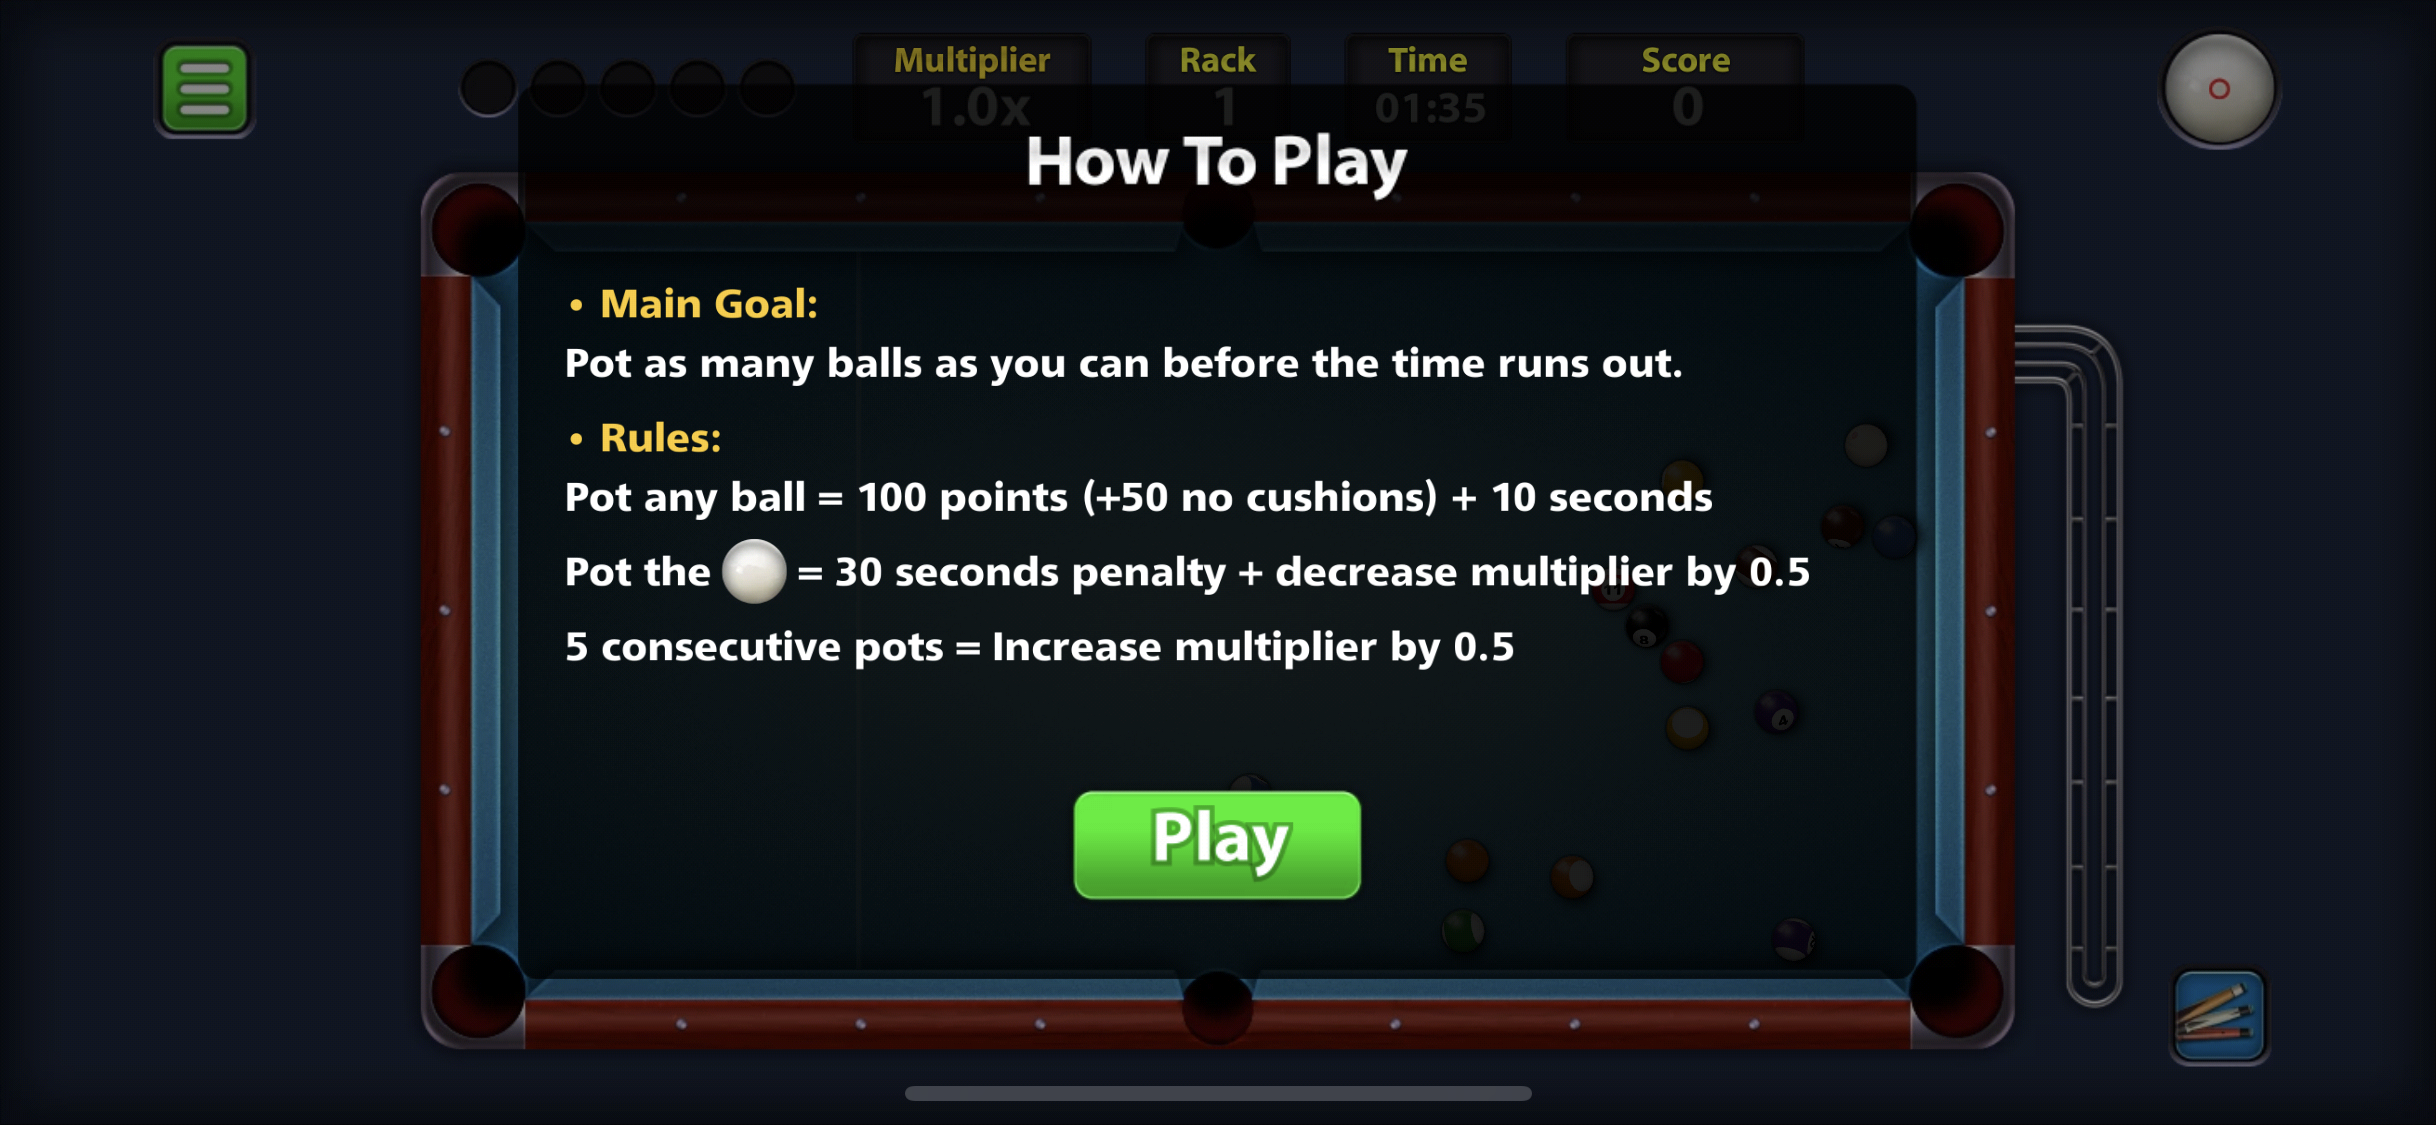 Multiplier Rack Time Score
1.0x 1 01:35 0
How To Play
• Main Goal:
Pot as many balls as you can before the time runs out.
• Rules:
Pot any ball = 100 points (+50 no cushions) + 10 seconds
Pot the = 30 seconds penalty + decrease multiplier by 0.5
11
8
5 consecutive pots = Increase multiplier by 0.5
4
Play